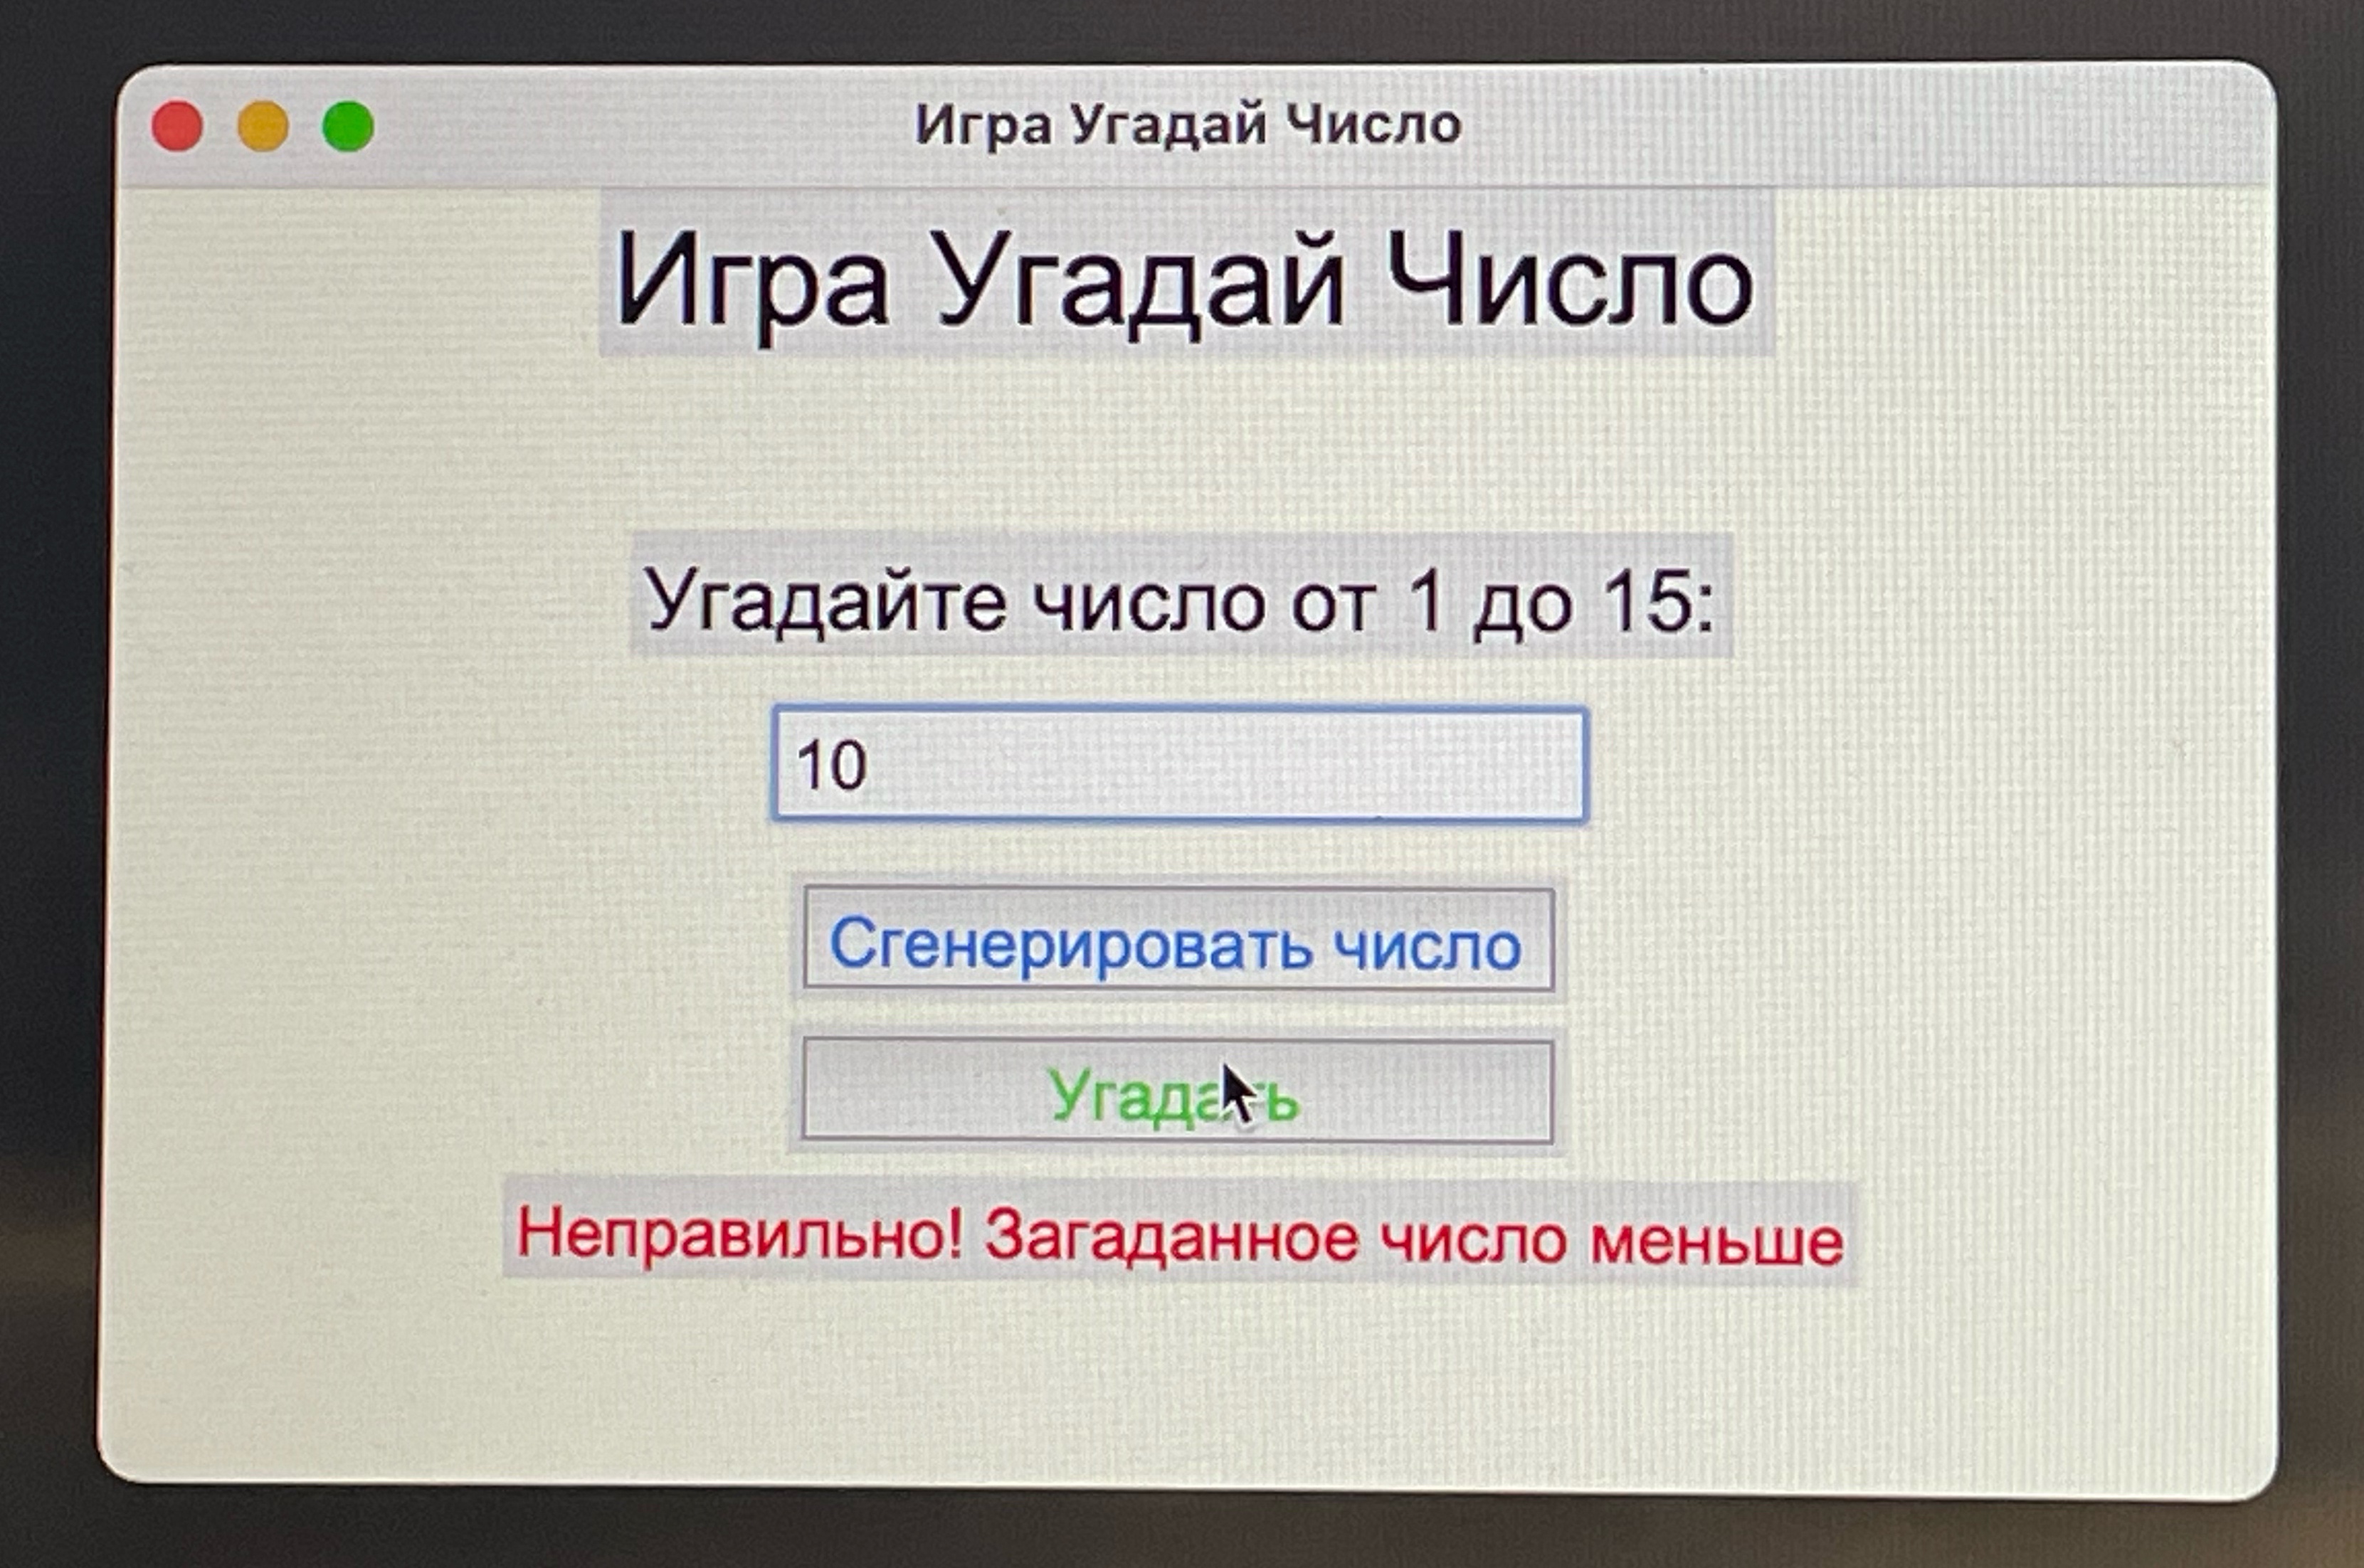 Игра Угадай Число
Игра Угадай Число
Угадайте число от 1 до 15:
10
Сгенерировать число
Угадать
Неправильно! Загаданное число меньше